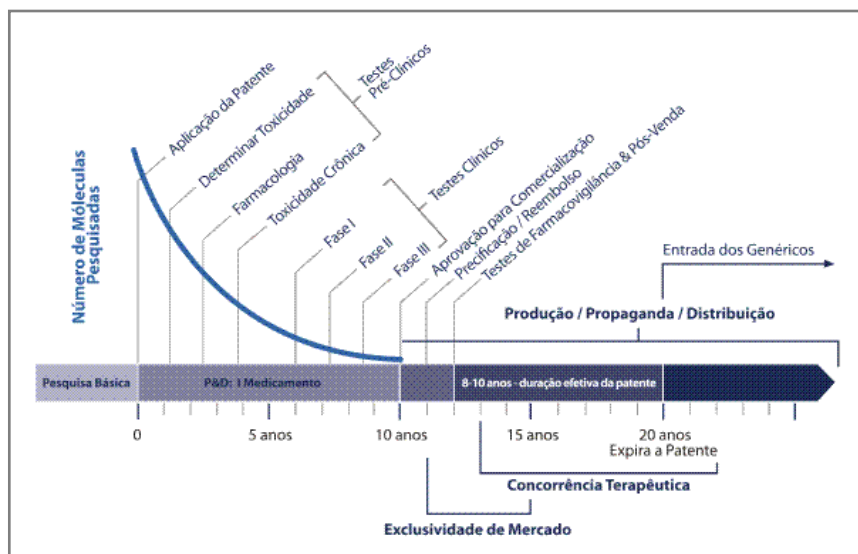 Número de Móleculas
Pesquisadas
Aplicação da Patente
Determinar Toxicidade
Farmacologia
Toxicidade Crônica
Testes
Pré-Clínicos
Fase I
Fase II
Fase III
Testes Clínicos
Aprovação para Comercialização
Precificação / Reembolso
Testes de Farmacovigilância & Pós-Venda
Entrada dos Genéricos
Produção / Propaganda / Distribuição
Pesquisa Básica
P&D: I Medicamento
8-10 anos - duração efetiva da patente
0
5 anos
10 anos
15 anos
20 anos
Expira a Patente
Concorrência Terapêutica
Exclusividade de Mercado